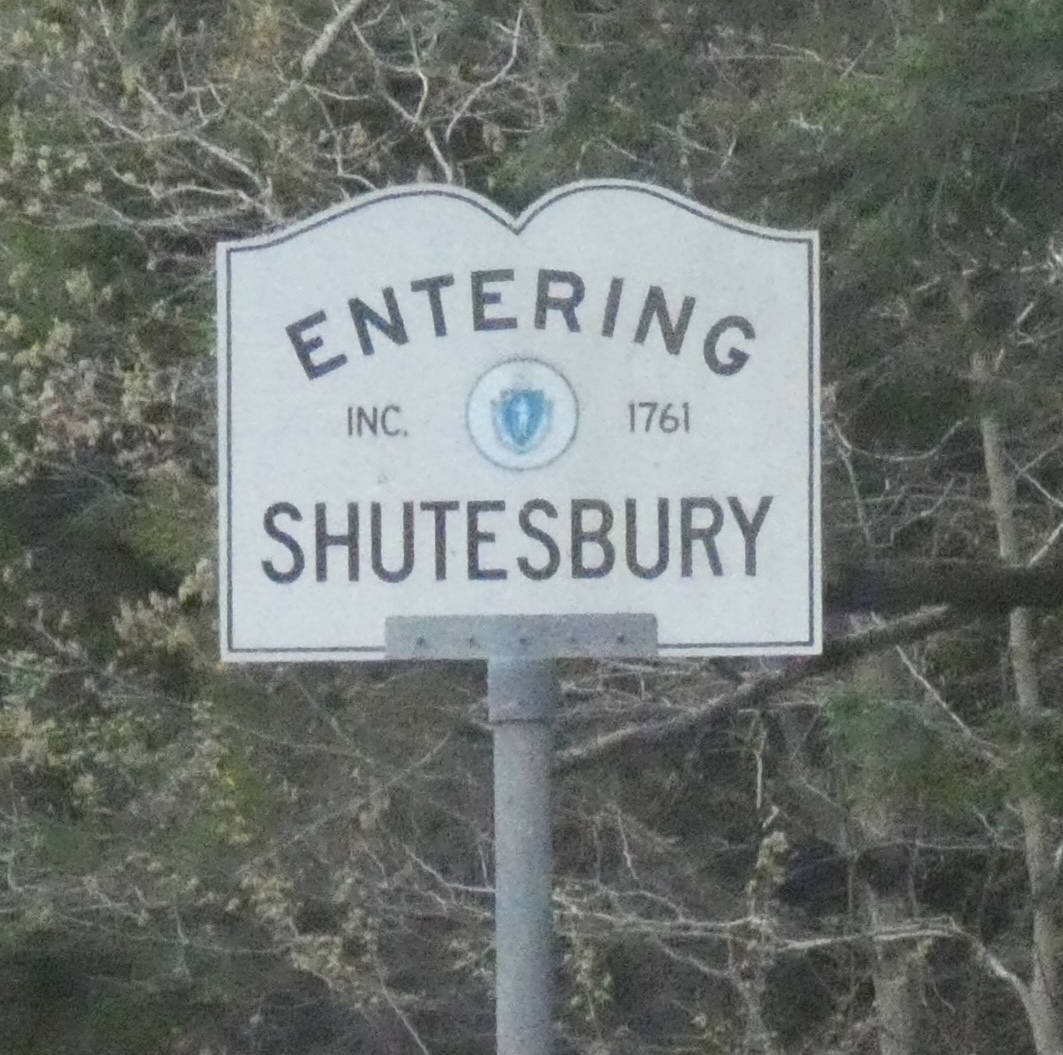 ENTERING
INC. 1761
SHUTESBURY